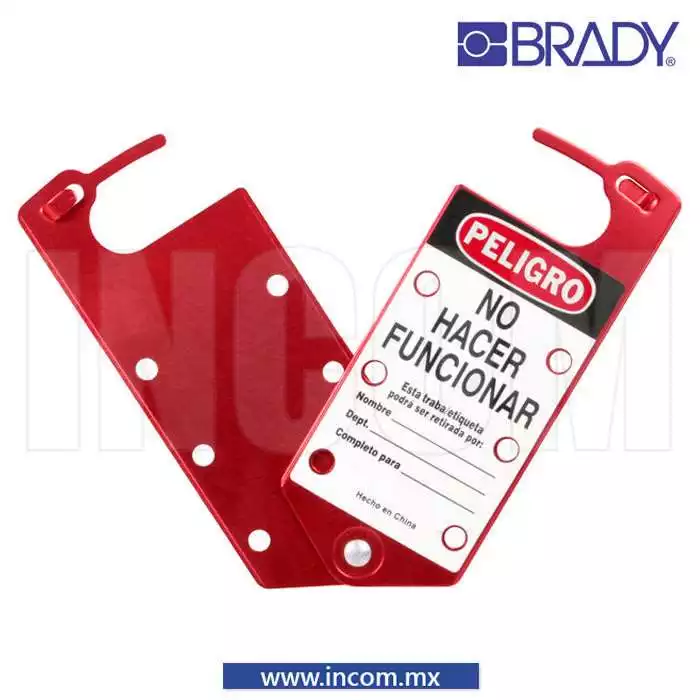 BRADY®
INCOM
PELIGRO
NO
HACER
FUNCIONAR
Esta traba/etiqueta
podrá ser retirada por:
Nombre
Dept.
Completo para
Hecho en China
www.incom.mx